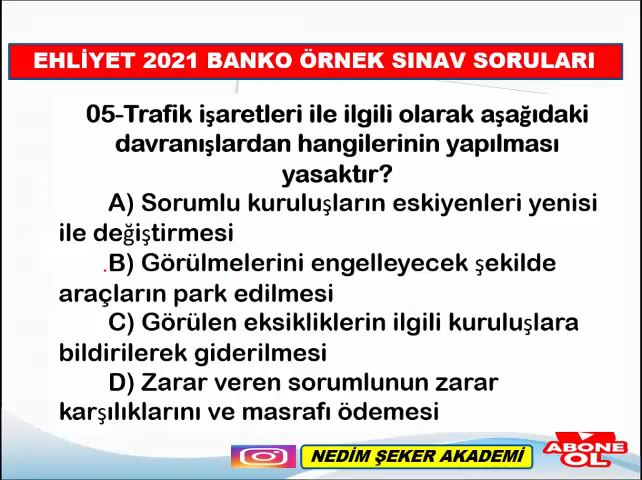 EHLİYET 2021 BANKO ÖRNEK SINAV SORULARI
05-Trafik işaretleri ile ilgili olarak aşağıdaki
davranışlardan hangilerinin yapılması
yasaktır?
A) Sorumlu kuruluşların eskiyenleri yenisi
ile değiştirmesi
.B) Görülmelerini engelleyecek şekilde
araçların park edilmesi
C) Görülen eksikliklerin ilgili kuruluşlara
bildirilerek giderilmesi
D) Zarar veren sorumlunun zarar
karşılıklarını ve masrafı ödemesi
NEDİM ŞEKER AKADEMİ
ABONE
OL